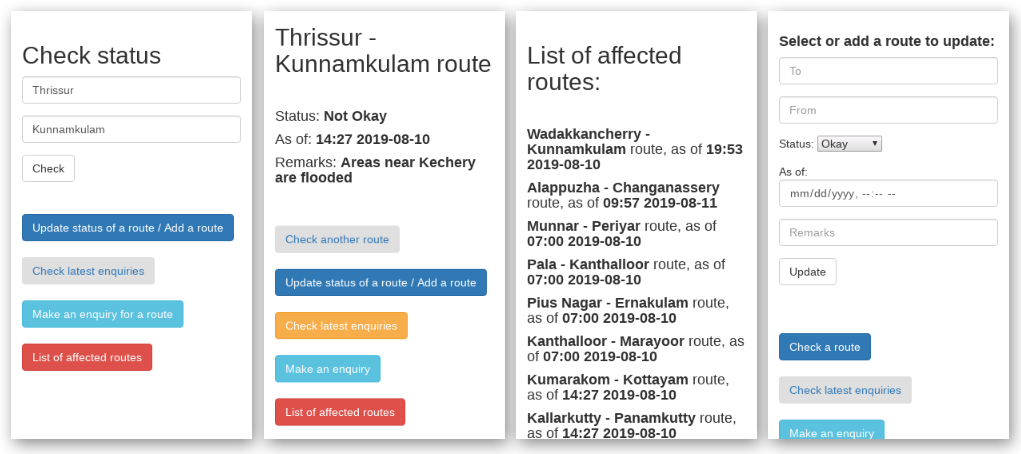 Check status
Thrissur
Kunnamkulam
Check
Update status of a route / Add a route
Check latest enquiries
Make an enquiry for a route
List of affected routes
Thrissur -
Kunnamkulam route
Status: Not Okay
As of: 14:27 2019-08-10
Remarks: Areas near Kechery
are flooded
Check another route
Update status of a route / Add a route
Check latest enquiries
Make an enquiry
List of affected routes
List of affected
routes:
Wadakkancherry -
Kunnamkulam route, as of 19:53
2019-08-10
Alappuzha - Changanassery
route, as of 09:57 2019-08-11
Munnar - Periyar route, as of
07:00 2019-08-10
Pala - Kanthalloor route, as of
07:00 2019-08-10
Pius Nagar - Ernakulam route,
as of 07:00 2019-08-10
Kanthalloor - Marayoor route, as
of 07:00 2019-08-10
Kumarakom - Kottayam route,
as of 14:27 2019-08-10
Kallarkutty - Panamkutty route,
as of 14:27 2019-08-10
Select or add a route to update:
To
From
Status: Okay
As of:
mm/dd/yyyy, --:-- --
Remarks
Update
Check a route
Check latest enquiries
Make an enquiry